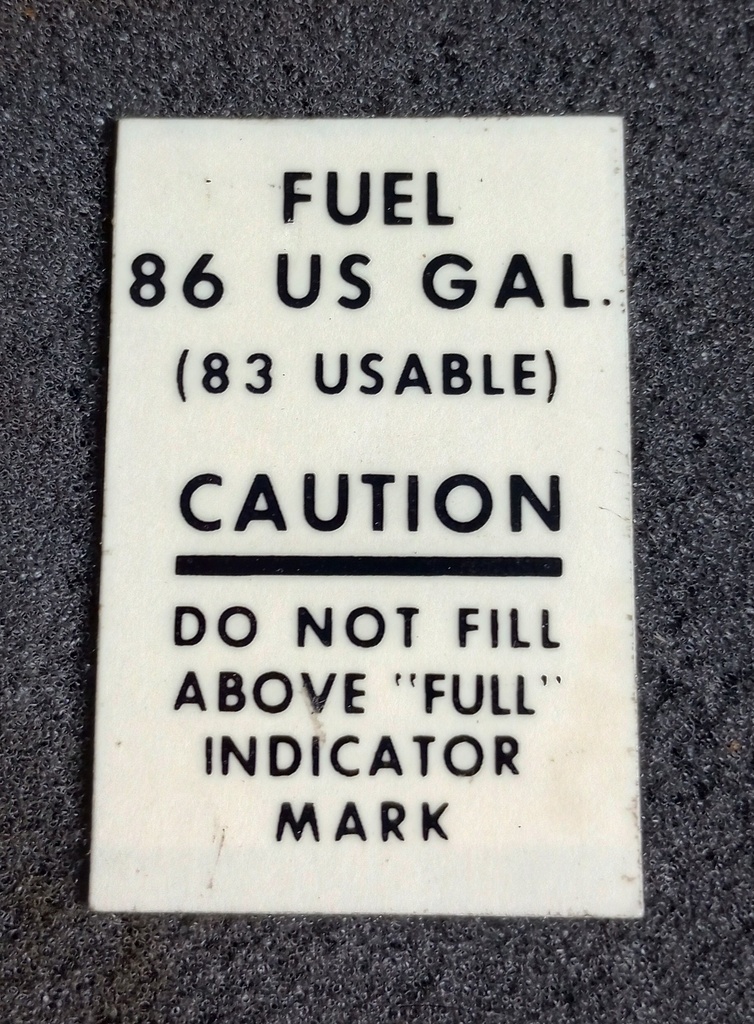 FUEL
86 US GAL.
(83 USABLE)
CAUTION
DO NOT FILL
ABOVE "FULL"
INDICATOR
MARK